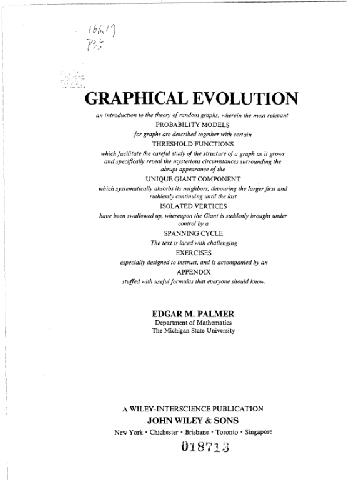 GRAPHICAL EVOLUTION
an introduction to the theory of random graphs, wherein the most relevant
PROBABILITY MODELS
for graphs are described together with certain
THRESHOLD FUNCTIONS
which facilitate the careful study of the structure of a graph as it grows
and specifically reveal the mysterious circumstances surrounding the
abrupt appearance of the
UNIQUE GIANT COMPONENT
which systematically absorbs its neighbors, devouring the larger first and
ruthlessly continuing until the last
ISOLATED VERTICES
have been swallowed up, whereupon the Giant is suddenly brought under
control by a
SPANNING CYCLE
The text is laced with challenging
EXERCISES
especially designed to instruct, and is accompanied by an
APPENDIX
stuffed with useful formulas that everyone should know.
EDGAR M. PALMER
Department of Mathematics
The Michigan State University
A WILEY-INTERSCIENCE PUBLICATION
JOHN WILEY & SONS
New York • Chichester • Brisbane • Toronto • Singapore
018713